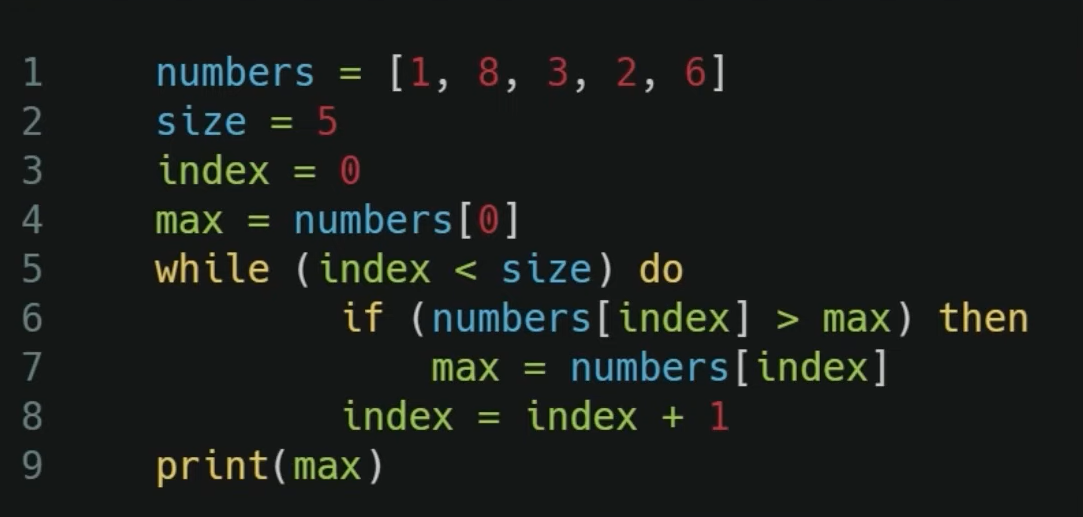 1 numbers = [1, 8, 3, 2, 6]
2 size = 5
3 index = 0
4 max = numbers[0]
5 while (index < size) do
6 if (numbers[index] > max) then
7 max = numbers[index]
8 index = index + 1
9 print(max)